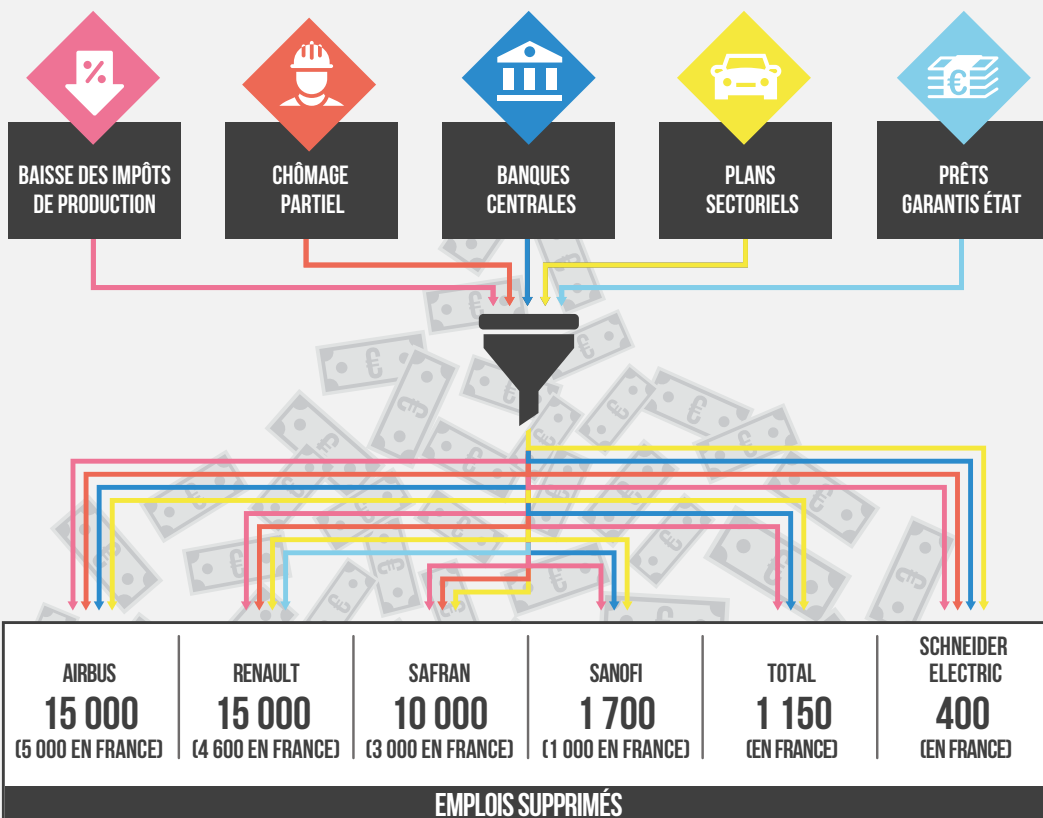 BAISSE DES IMPÔTS
DE PRODUCTION
CHÔMAGE
PARTIEL
BANQUES
CENTRALES
PLANS
SECTORIELS
PRÊTS
GARANTIS ÉTAT
AIRBUS
15 000
(5 000 EN FRANCE)
RENAULT
15 000
(4 600 EN FRANCE)
SAFRAN
10 000
(3 000 EN FRANCE)
SANOFI
1 700
(1 000 EN FRANCE)
TOTAL
1 150
(EN FRANCE)
SCHNEIDER
ELECTRIC
400
(EN FRANCE)
EMPLOIS SUPPRIMÉS